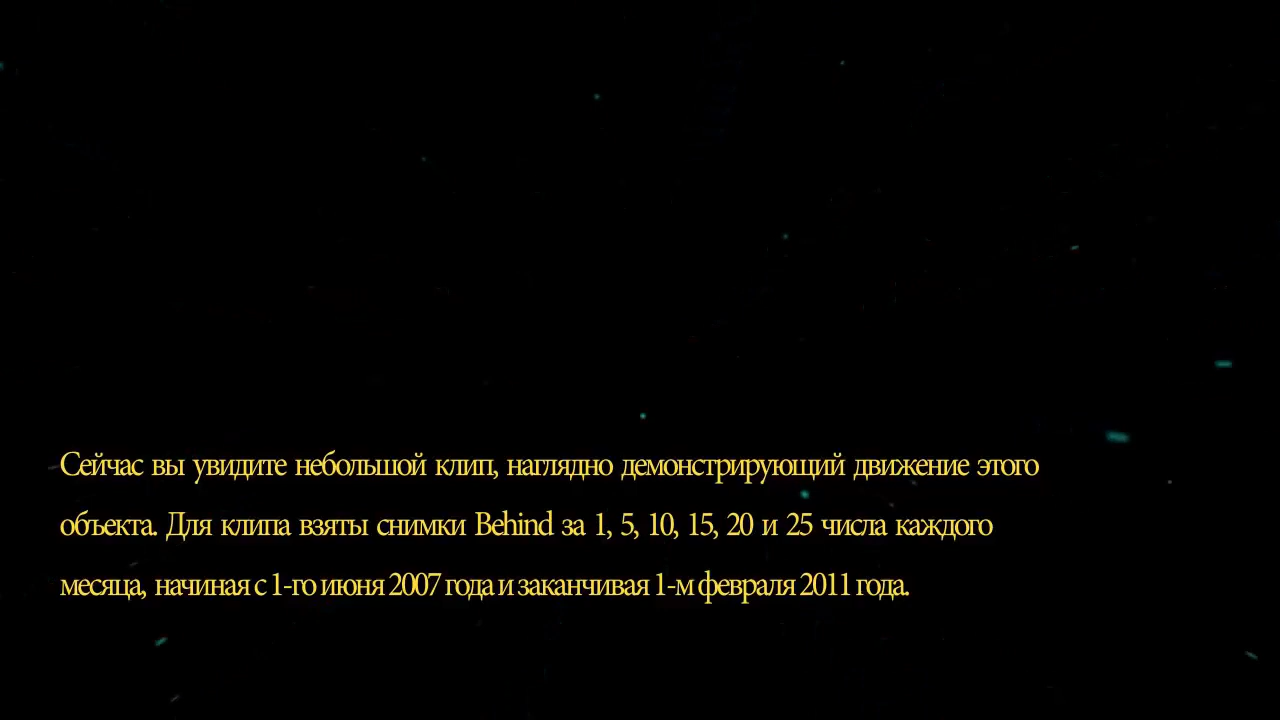 Сейчас вы увидите небольшой клип, наглядно демонстрирующий движение этого
объекта. Для клипа взяты снимки Behind за 1, 5, 10, 15, 20 и 25 числа каждого
месяца, начиная с 1-го июня 2007 года и заканчивая 1-м февраля 2011 года.